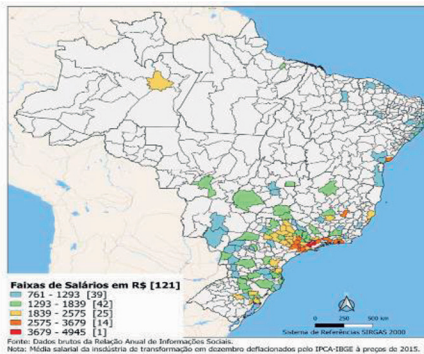 Faixas de Salários em R$ [121]
761 - 1293 [39]
1293 - 1839 [42]
1839 - 2575 [25]
2575 - 3679 [14]
3679 - 4945 [1]
0 250 500 km
Sistema de Referências SIRGAS 2000
Fonte: Dados brutos da Relação Anual de Informações Sociais.
Nota: Média salarial da insdústria de transformação em dezembro deflacionados pelo IPCA-IBGE à preços de 2015.